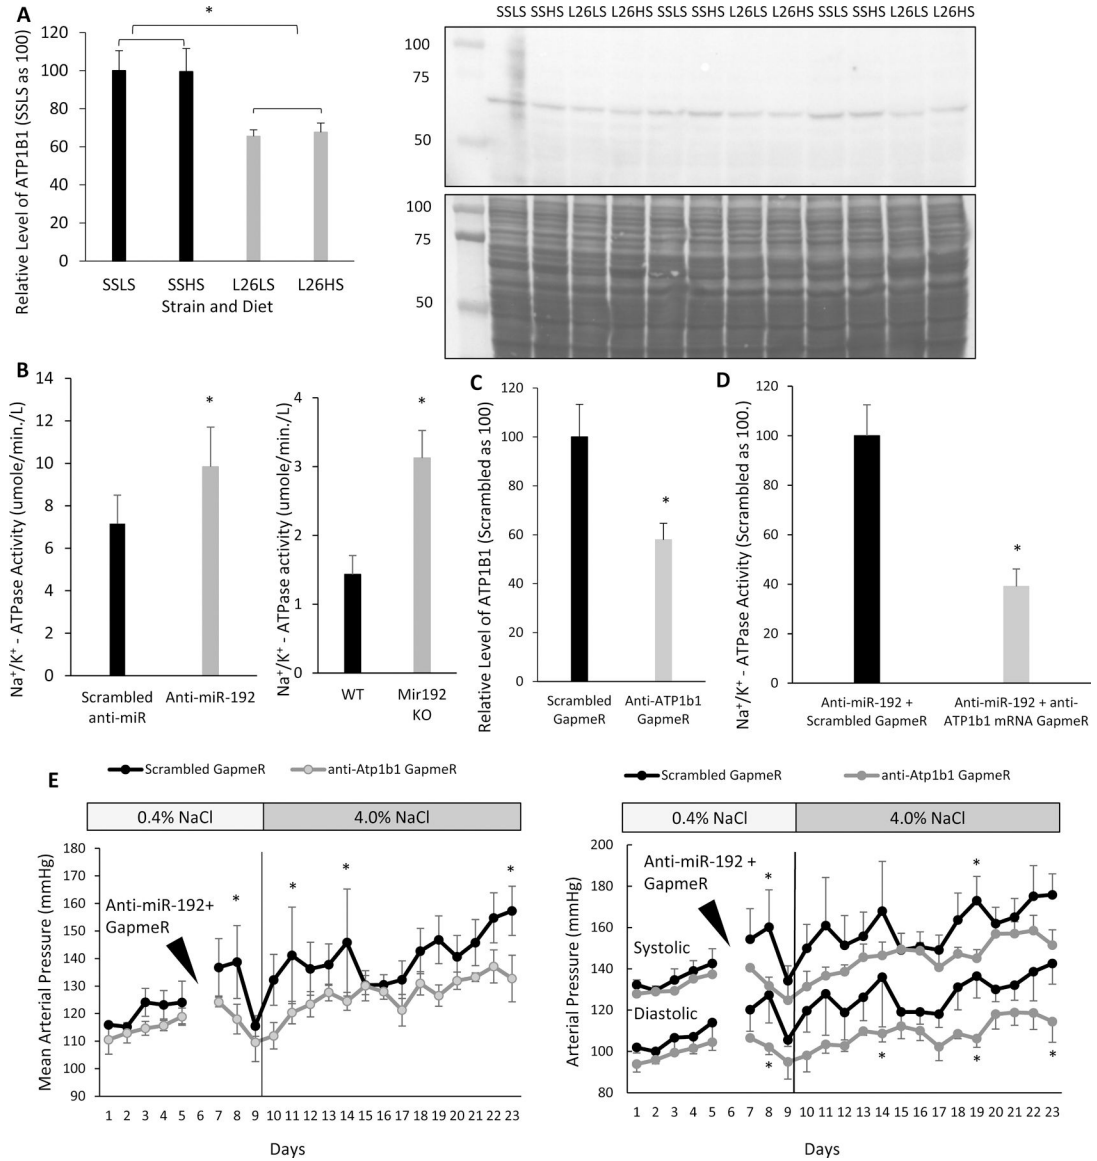 A
*
Relative Level of ATP1B1 (SSLS as 100)
120
100
80
60
40
20
0
SSLS SSHS L26LS L26HS
Strain and Diet
SSLS SSHS L26LS L26HS SSLS SSHS L26LS L26HS SSLS SSHS L26LS L26HS
100
75
50
100
75
50
B
Na⁺/K⁺ - ATPase Activity (umole/min./L)
14
12
10
8
6
4
2
0
*
Scrambled
anti-miR
Anti-miR-192
Na⁺/K⁺ - ATPase activity (umole/min./L)
4
3
2
1
0
*
WT
Mir192
KO
C
Relative Level of ATP1B1 (Scrambled as 100)
120
100
80
60
40
20
0
*
Scrambled
GapmeR
Anti-ATP1b1
GapmeR
D
Na⁺/K⁺ - ATPase Activity (Scrambled as 100.)
120
100
80
60
40
20
0
*
Anti-miR-192 +
Scrambled GapmeR
Anti-miR-192 + anti-
ATP1b1 mRNA GapmeR
E
Scrambled GapmeR
anti-Atp1b1 GapmeR
0.4% NaCl
4.0% NaCl
Mean Arterial Pressure (mmHg)
180
170
160
150
140
130
120
110
100
90
Anti-miR-192+
GapmeR
* * * *
1 2 3 4 5 6 7 8 9 10 11 12 13 14 15 16 17 18 19 20 21 22 23
Days
Scrambled GapmeR
anti-Atp1b1 GapmeR
0.4% NaCl
4.0% NaCl
Arterial Pressure (mmHg)
200
180
160
140
120
100
80
Anti-miR-192 +
GapmeR
* *
Systolic
Diastolic
* * * *
1 2 3 4 5 6 7 8 9 10 11 12 13 14 15 16 17 18 19 20 21 22 23
Days